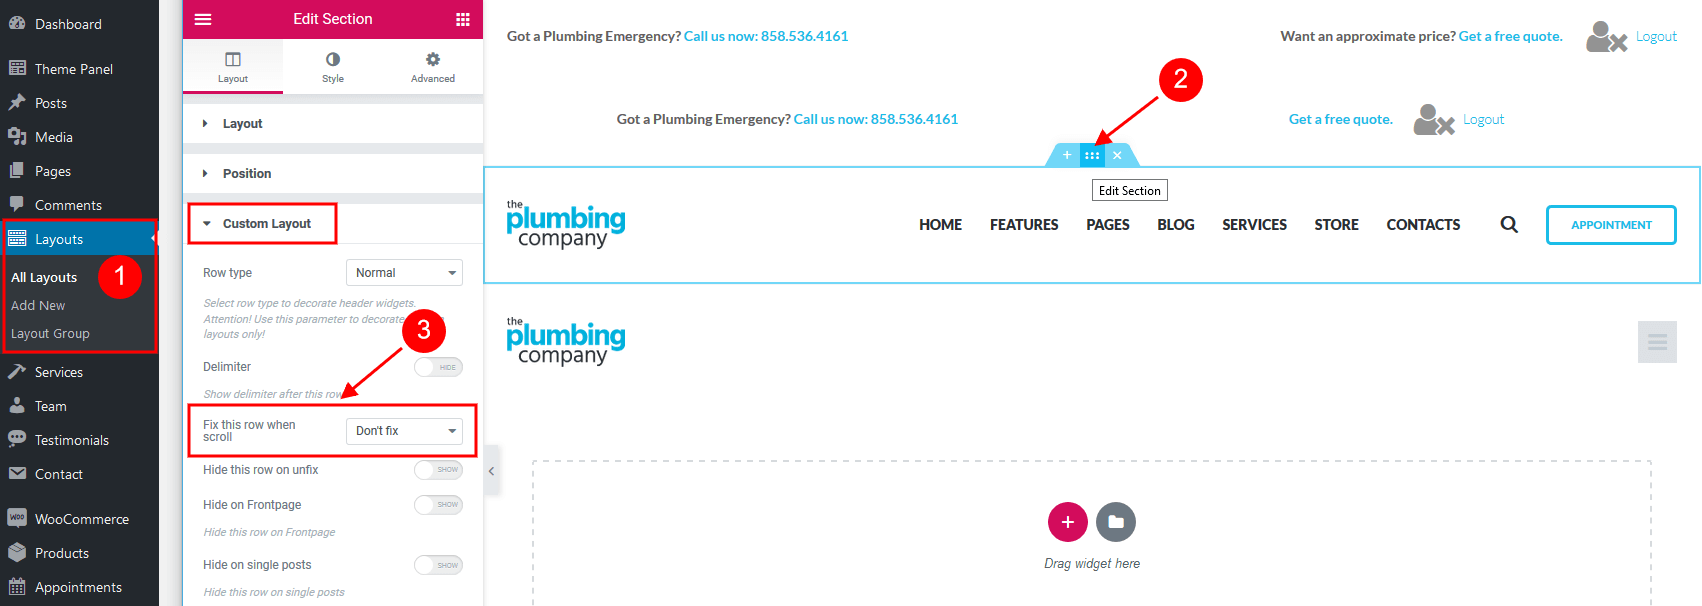 Dashboard
Theme Panel
Posts
Media
Pages
Comments
Layouts
All Layouts
1
Add New
Layout Group
Services
Team
Testimonials
Contact
WooCommerce
Products
Appointments
Edit Section
Layout
Style
Advanced
Layout
Position
Custom Layout
Row type
Normal
Select row type to decorate header widgets.
Attention! Use this parameter to decorate
layouts only!
3
Delimiter
HIDE
Show delimiter after this row
Fix this row when
scroll
Don't fix
Hide this row on unfix
SHOW
Hide on Frontpage
SHOW
Hide this row on Frontpage
Hide on single posts
SHOW
Hide this row on single posts
Got a Plumbing Emergency? Call us now: 858.536.4161
Want an approximate price? Get a free quote.
Logout
2
Got a Plumbing Emergency? Call us now: 858.536.4161
Get a free quote.
Logout
Edit Section
the
plumbing
company
HOME
FEATURES
PAGES
BLOG
SERVICES
STORE
CONTACTS
APPOINTMENT
the
plumbing
company
Drag widget here